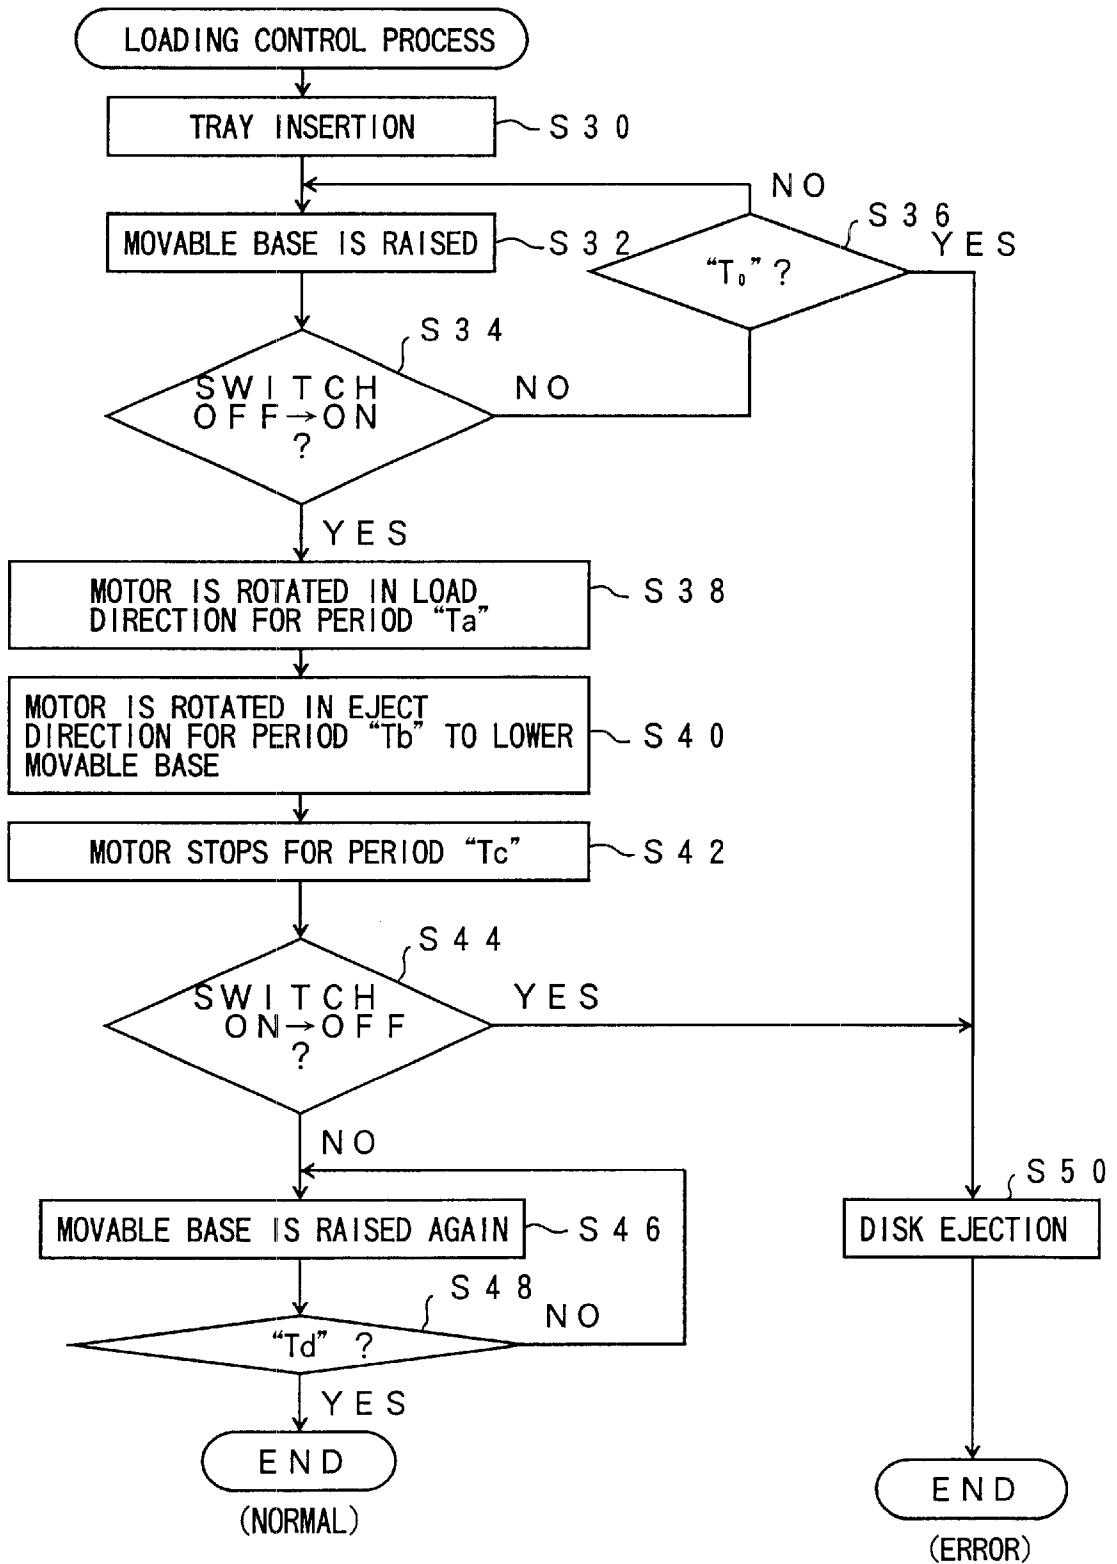 LOADING CONTROL PROCESS
TRAY INSERTION
S30
NO
S36
YES
MOVABLE BASE IS RAISED
S32
“T₀” ?
S34
SWITCH
OFF→ON
?
NO
YES
MOTOR IS ROTATED IN LOAD
DIRECTION FOR PERIOD “Ta”
S38
MOTOR IS ROTATED IN EJECT
DIRECTION FOR PERIOD “Tb” TO LOWER
MOVABLE BASE
S40
MOTOR STOPS FOR PERIOD “Tc”
S42
S44
SWITCH
ON→OFF
?
YES
NO
S50
MOVABLE BASE IS RAISED AGAIN
S46
DISK EJECTION
S48
“Td” ?
NO
YES
END
(NORMAL)
END
(ERROR)